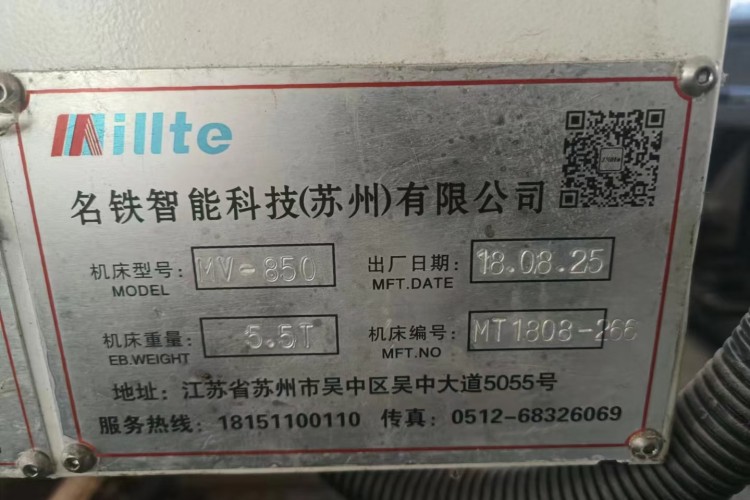 Millte
名铁智能科技(苏州)有限公司
机床型号: MV-850 出厂日期: 18.08.25
MODEL MFT.DATE
机床重量: 5.5T 机床编号: MT1808-266
EB.WEIGHT MFT.NO
地址: 江苏省苏州市吴中区吴中大道5055号
服务热线: 18151100110 传真: 0512-68326069